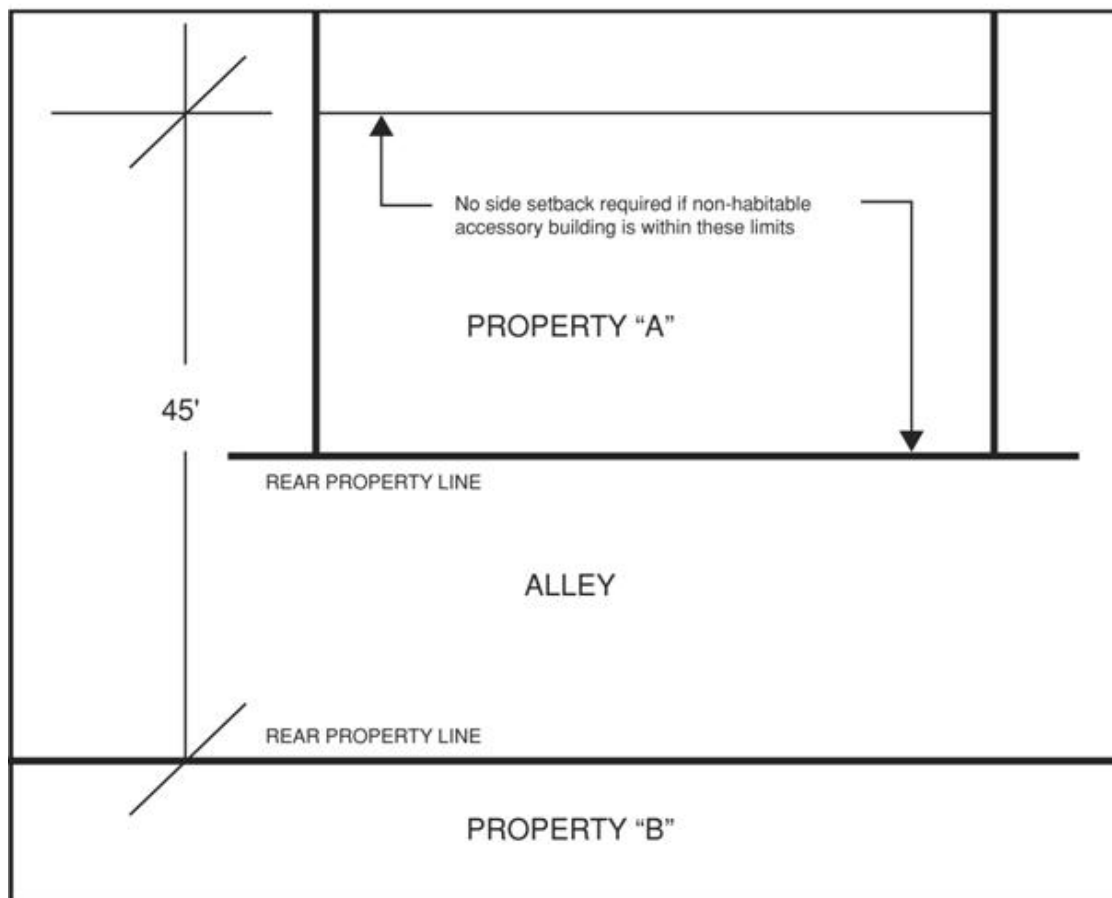 No side setback required if non-habitable
accessory building is within these limits
PROPERTY “A”
45'
REAR PROPERTY LINE
ALLEY
REAR PROPERTY LINE
PROPERTY “B”